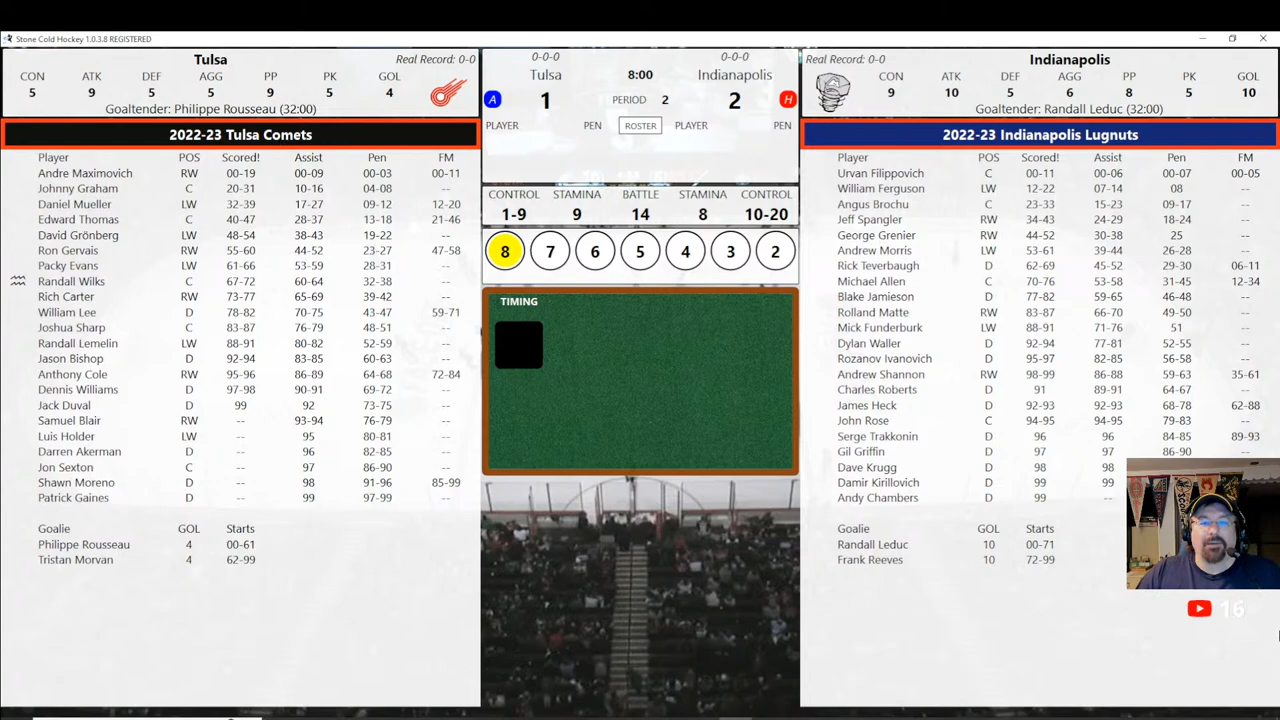 Stone Cold Hockey 1.0.3.8 REGISTERED
Tulsa Real Record: 0-0
CON ATK DEF AGG PP PK GOL
5 9 5 5 9 5 4
Goaltender: Philippe Rousseau (32:00)
2022-23 Tulsa Comets
Player POS Scored! Assist Pen FM
Andre Maximovich RW 00-19 00-09 00-03 00-11
Johnny Graham C 20-31 10-16 04-08 --
Daniel Mueller LW 32-39 17-27 09-12 12-20
Edward Thomas C 40-47 28-37 13-18 21-46
David Grönberg LW 48-54 38-43 19-22 --
Ron Gervais RW 55-60 44-52 23-27 47-58
Packy Evans LW 61-66 53-59 28-31 --
Randall Wilks C 67-72 60-64 32-38 --
Rich Carter RW 73-77 65-69 39-42 --
William Lee D 78-82 70-75 43-47 59-71
Joshua Sharp C 83-87 76-79 48-51 --
Randall Lemelin LW 88-91 80-82 52-59 --
Jason Bishop D 92-94 83-85 60-63 --
Anthony Cole RW 95-96 86-89 64-68 72-84
Dennis Williams D 97-98 90-91 69-72 --
Jack Duval D 99 92 73-75 --
Samuel Blair RW -- 93-94 76-79 --
Luis Holder LW -- 95 80-81 --
Darren Akerman D -- 96 82-85 --
Jon Sexton C -- 97 86-90 --
Shawn Moreno D -- 98 91-96 85-99
Patrick Gaines D -- 99 97-99 --
Goalie GOL Starts
Philippe Rousseau 4 00-61
Tristan Morvan 4 62-99
0-0-0 0-0-0
Tulsa 8:00 Indianapolis
A 1 PERIOD 2 2 H
PLAYER PEN ROSTER PLAYER PEN
CONTROL STAMINA BATTLE STAMINA CONTROL
1-9 9 14 8 10-20
8 7 6 5 4 3 2
TIMING
Real Record: 0-0 Indianapolis
CON ATK DEF AGG PP PK GOL
9 10 5 6 8 5 10
Goaltender: Randall Leduc (32:00)
2022-23 Indianapolis Lugnuts
Player POS Scored! Assist Pen FM
Urvan Filippovich C 00-11 00-06 00-07 00-05
William Ferguson LW 12-22 07-14 08 --
Angus Brochu C 23-33 15-23 09-17 --
Jeff Spangler RW 34-43 24-29 18-24 --
George Grenier RW 44-52 30-38 25 --
Andrew Morris LW 53-61 39-44 26-28 --
Rick Teverbaugh D 62-69 45-52 29-30 06-11
Michael Allen C 70-76 53-58 31-45 12-34
Blake Jamieson D 77-82 59-65 46-48 --
Rolland Matte RW 83-87 66-70 49-50 --
Mick Funderburk LW 88-91 71-76 51 --
Dylan Waller D 92-94 77-81 52-55 --
Rozanov Ivanovich LW 95-97 82-85 56-58 --
Andrew Shannon RW 98-99 86-88 59-63 35-61
Charles Roberts D 91 89-91 64-67 --
James Heck D 92-93 92-93 68-78 62-88
John Rose C 94-95 94-95 79-83 --
Serge Trakkonin D 96 96 84-85 89-93
Gil Griffin D 97 97 86-90
Dave Krugg D 98 98
Damir Kirillovich D 99 99
Andy Chambers D 99 --
Goalie GOL Starts
Randall Leduc 10 00-71
Frank Reeves 10 72-99
16